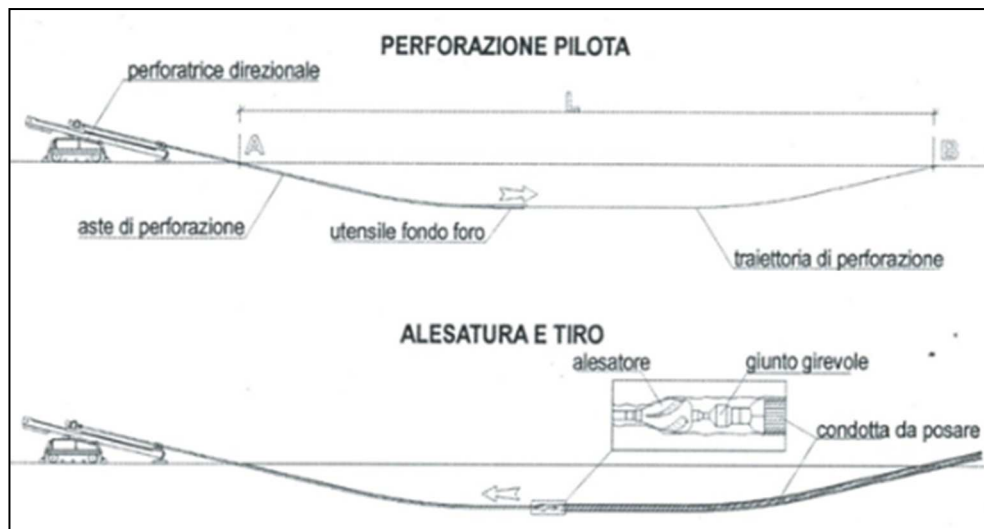 PERFORAZIONE PILOTA
perforatrice direzionale
L
A
B
aste di perforazione
utensile fondo foro
traiettoria di perforazione
ALESATURA E TIRO
alesatore
giunto girevole
condotta da posare